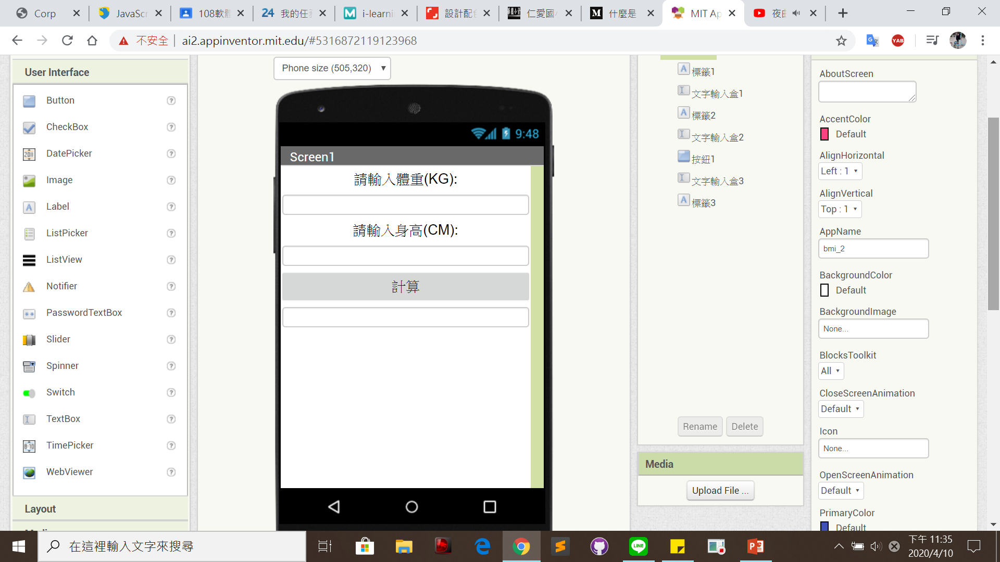 Corp
JavaScr
108軟體
24 我的任務
i-learni
設計配色
仁愛國小
什麼是
MIT Ap
夜曲
不安全 ai2.appinventor.mit.edu/#5316872119123968
YAB
User Interface
Button
CheckBox
DatePicker
Image
Label
ListPicker
ListView
Notifier
PasswordTextBox
Slider
Spinner
Switch
TextBox
TimePicker
WebViewer
Layout
Phone size (505,320)
9:48
Screen1
請輸入體重(KG):
請輸入身高(CM):
計算
標籤1
文字輸入盒1
標籤2
文字輸入盒2
按鈕1
文字輸入盒3
標籤3
Rename Delete
Media
Upload File ...
AboutScreen
AccentColor
Default
AlignHorizontal
Left : 1
AlignVertical
Top : 1
AppName
bmi_2
BackgroundColor
Default
BackgroundImage
None...
BlocksToolkit
All
CloseScreenAnimation
Default
Icon
None...
OpenScreenAnimation
Default
PrimaryColor
Default
在這裡輸入文字來搜尋
LINE
下午 11:35
2020/4/10